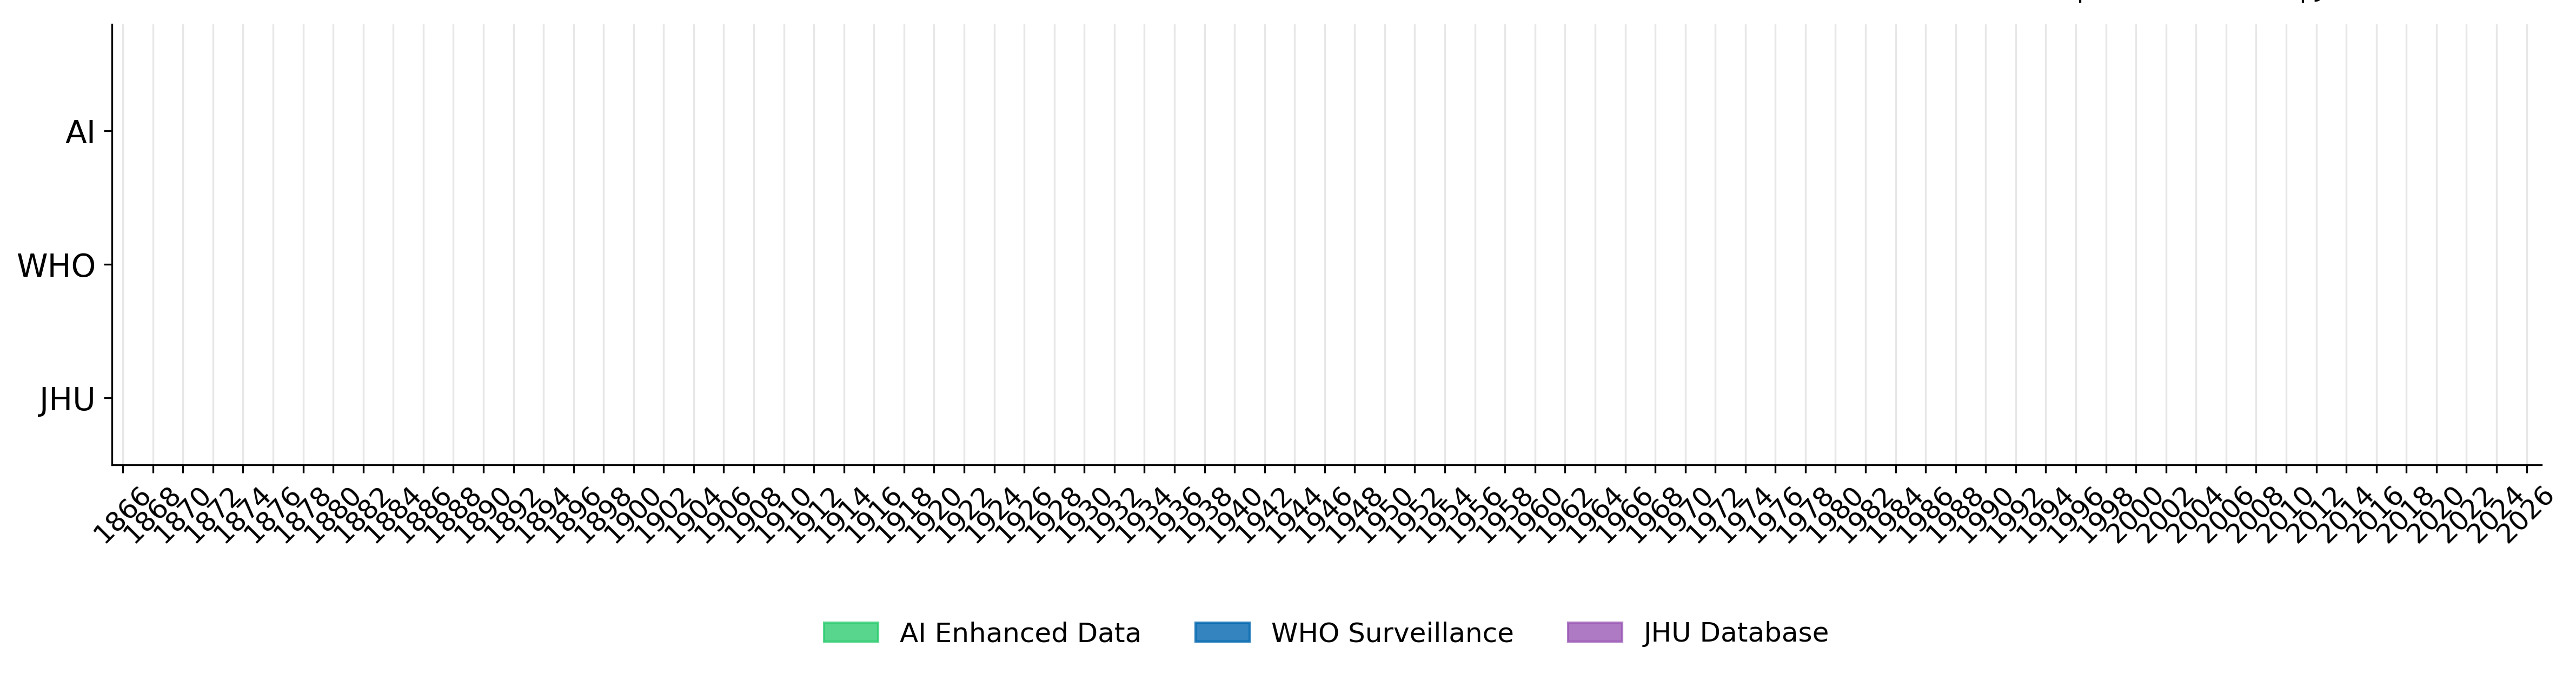 AI
WHO
JHU
1866 1868 1870 1872 1874 1876 1878 1880 1882 1884 1886 1888 1890 1892 1894 1896 1898 1900 1902 1904 1906 1908 1910 1912 1914 1916 1918 1920 1922 1924 1926 1928 1930 1932 1934 1936 1938 1940 1942 1944 1946 1948 1950 1952 1954 1956 1958 1960 1962 1964 1966 1968 1970 1972 1974 1976 1978 1980 1982 1984 1986 1988 1990 1992 1994 1996 1998 2000 2002 2004 2006 2008 2010 2012 2014 2016 2018 2020 2022 2024 2026
AI Enhanced Data WHO Surveillance JHU Database